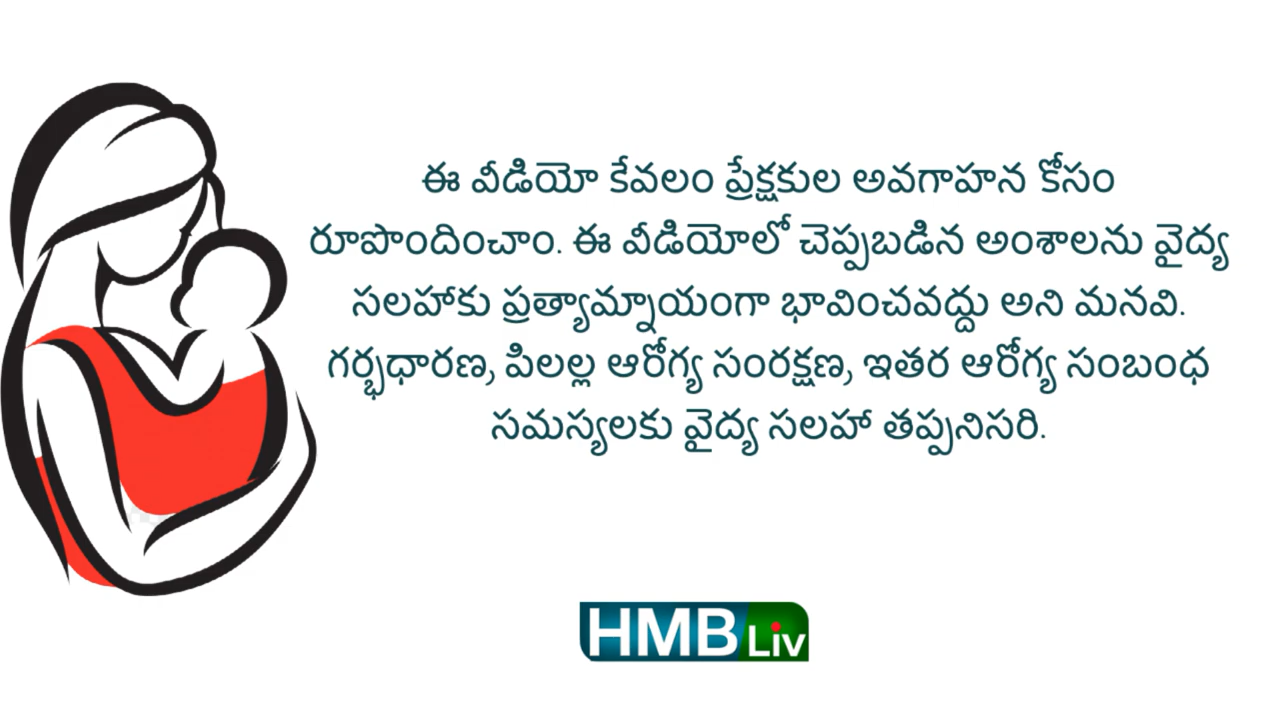 ఈ వీడియో కేవలం ప్రేక్షకుల అవగాహన కోసం
రూపొందించాం. ఈ వీడియోలో చెప్పబడిన అంశాలను వైద్య
సలహాకు ప్రత్యామ్నాయంగా భావించవద్దు అని మనవి.
గర్భధారణ, పిలల్ల ఆరోగ్య సంరక్షణ, ఇతర ఆరోగ్య సంబంధ
సమస్యలకు వైద్య సలహా తప్పనిసరి.
HMB Liv